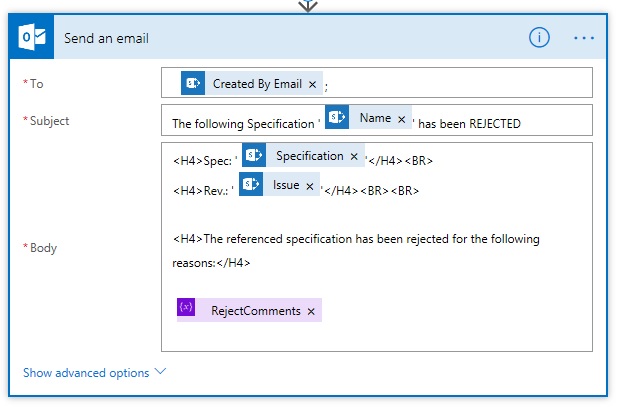 Send an email
* To
Created By Email × ;
* Subject
The following Specification ' Name × ' has been REJECTED
<H4>Spec: ' Specification × '</H4><BR>
<H4>Rev.: ' Issue × '</H4><BR><BR>
* Body
<H4>The referenced specification has been rejected for the following
reasons:</H4>
{x} RejectComments ×
Show advanced options